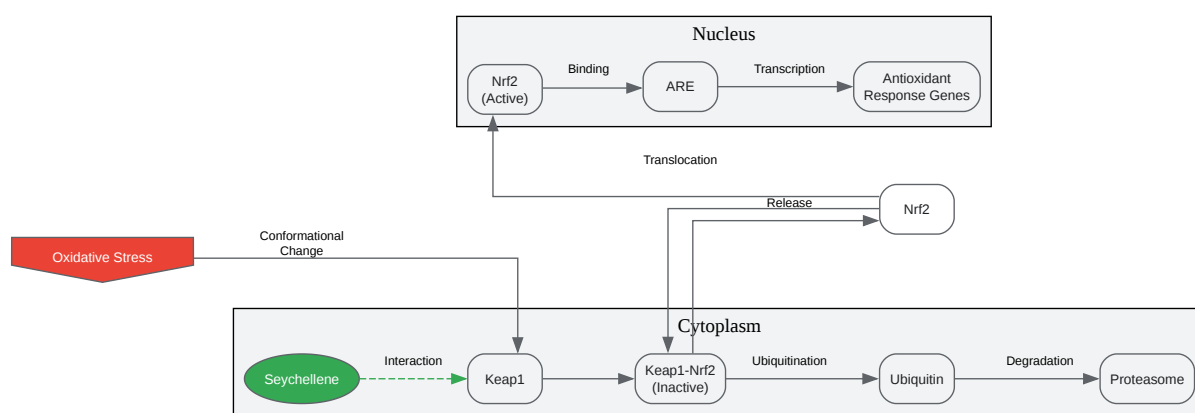 Nucleus
Nrf2
(Active)
Binding
ARE
Transcription
Antioxidant
Response Genes
Translocation
Release
Nrf2
Oxidative Stress
Conformational
Change
Cytoplasm
Seychellene
Interaction
Keap1
Keap1-Nrf2
(Inactive)
Ubiquitination
Ubiquitin
Degradation
Proteasome